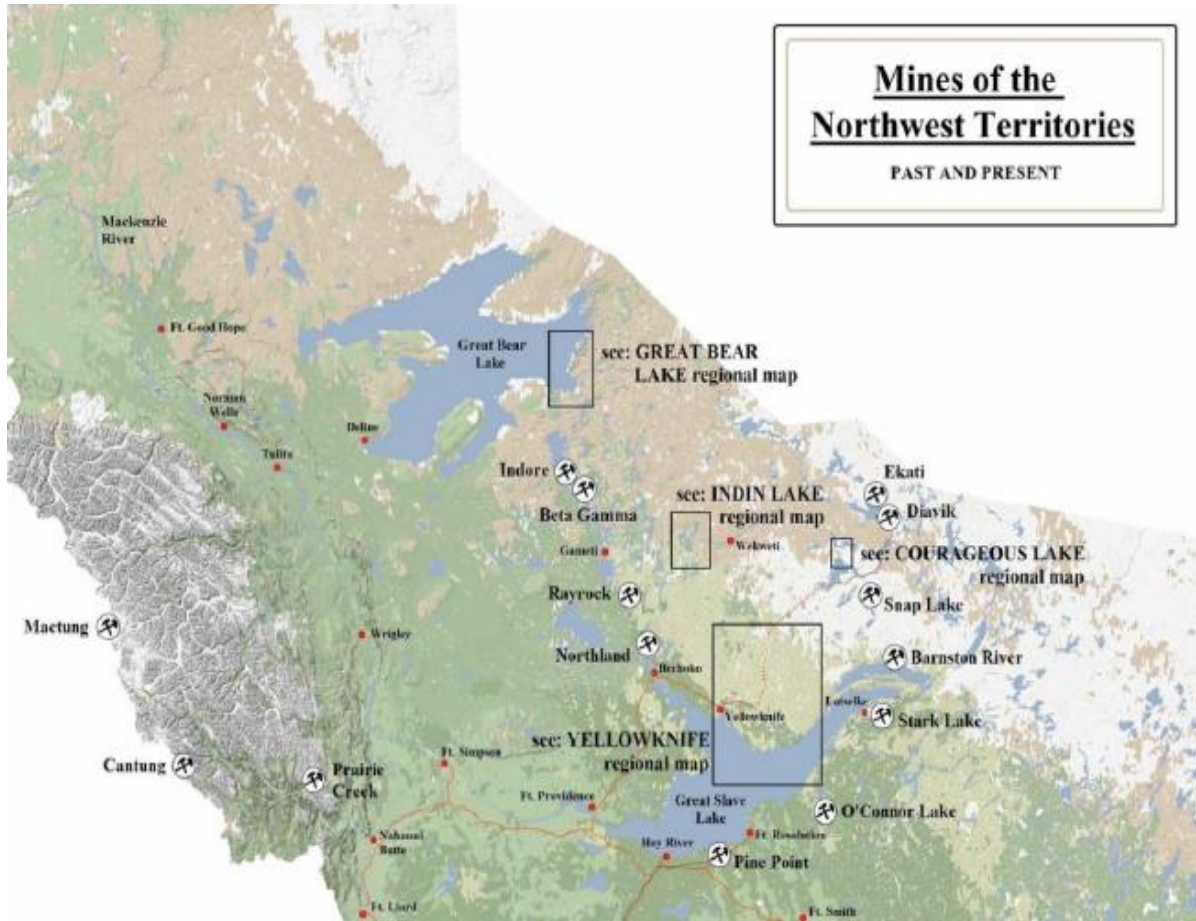 Mines of the
Northwest Territories
PAST AND PRESENT
Mackenzie
River
Ft. Good Hope
Great Bear
Lake
see: GREAT BEAR
LAKE regional map
Norman
Wells
Deline
Tulita
Indore
Beta Gamma
see: INDIN LAKE
regional map
Ekati
Diavik
Gameti
Wekweti
see: COURAGEOUS LAKE
regional map
Rayrock
Snap Lake
Mactung
Wrigley
Northland
Barnston River
Bechoko
Lutselke
Yellowknife
Stark Lake
see: YELLOWKNIFE
regional map
Cantung
Prairie
Creek
Ft. Simpson
Ft. Providence
Great Slave
Lake
O'Connor Lake
Nahanni
Butte
Hay River
Ft. Resolution
Pine Point
Ft. Liard
Ft. Smith